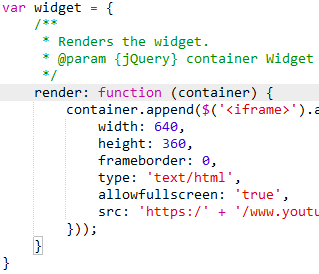 var widget = {
/**
* Renders the widget.
* @param {jQuery} container Widget
*/
render: function (container) {
container.append($('<iframe>').a
width: 640,
height: 360,
frameborder: 0,
type: 'text/html',
allowfullscreen: 'true',
src: 'https:/' + '/www.youtu
}));
}
}